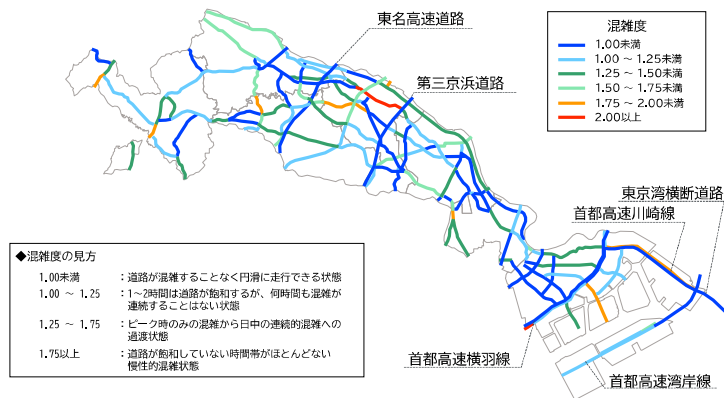 東名高速道路
第三京浜道路
混雑度
1.00未満
1.00 ~ 1.25未満
1.25 ~ 1.50未満
1.50 ~ 1.75未満
1.75 ~ 2.00未満
2.00以上
東京湾横断道路
首都高速川崎線
◆混雑度の見方
1.00未満 :道路が混雑することなく円滑に走行できる状態
1.00 ~ 1.25 :1~2時間は道路が飽和するが、何時間も混雑が
連続することはない状態
1.25 ~ 1.75 :ピーク時のみの混雑から日中の連続的混雑への
過渡状態
1.75以上 :道路が飽和していない時間帯がほとんどない
慢性的混雑状態
首都高速横羽線
首都高速湾岸線